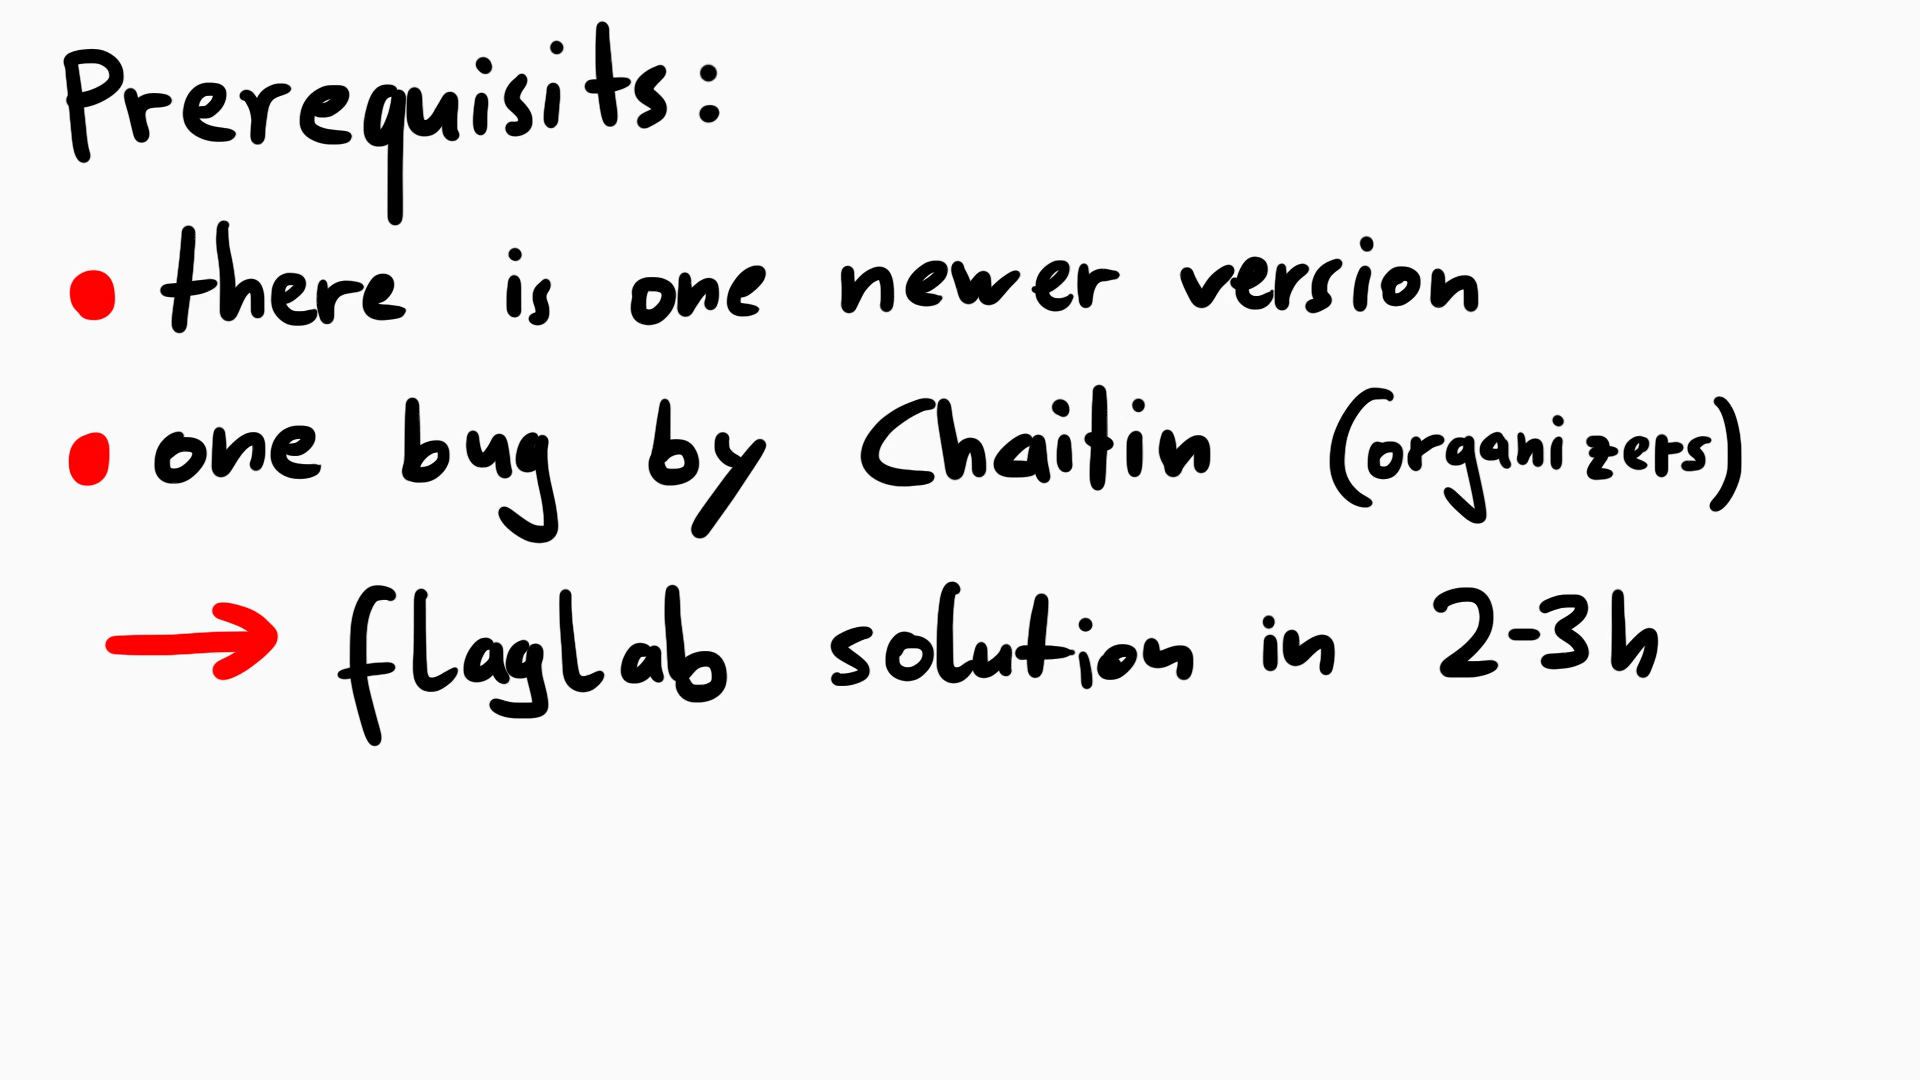 Prerequisits:
• there is one newer version
• one bug by Chaitin (organizers)
→ flaglab solution in 2-3h